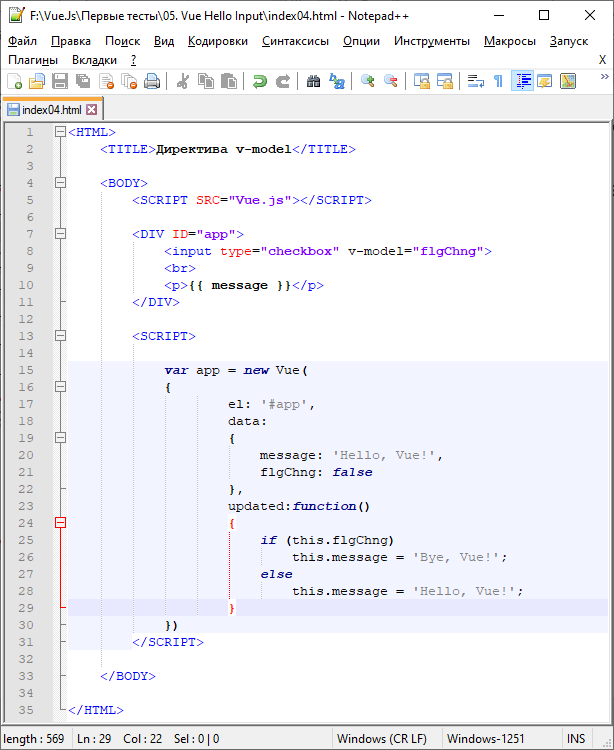 F:\Vue.Js\Первые тесты\05. Vue Hello Input\index04.html - Notepad++
Файл Правка Поиск Вид Кодировки Синтаксисы Опции Инструменты Макросы Запуск
Плагины Вкладки ? X
index04.html
1 <HTML>
2 <TITLE>Директива v-model</TITLE>
3
4 <BODY>
5 <SCRIPT SRC="Vue.js"></SCRIPT>
6
7 <DIV ID="app">
8 <input type="checkbox" v-model="flgChng">
9 <br>
10 <p>{{ message }}</p>
11 </DIV>
12
13 <SCRIPT>
14
15 var app = new Vue(
16 {
17 el: '#app',
18 data:
19 {
20 message: 'Hello, Vue!',
21 flgChng: false
22 },
23 updated:function()
24 {
25 if (this.flgChng)
26 this.message = 'Bye, Vue!';
27 else
28 this.message = 'Hello, Vue!';
29 }
30 })
31 </SCRIPT>
32
33 </BODY>
34
35 </HTML>
length : 569 Ln : 29 Col : 22 Sel : 0 | 0 Windows (CR LF) Windows-1251 INS